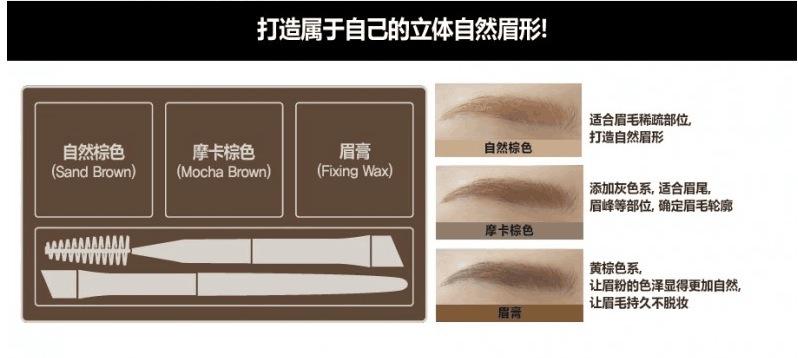 打造属于自己的立体自然眉形!
自然棕色
(Sand Brown)
摩卡棕色
(Mocha Brown)
眉膏
(Fixing Wax)
自然棕色
适合眉毛稀疏部位,
打造自然眉形
摩卡棕色
添加灰色系, 适合眉尾,
眉峰等部位, 确定眉毛轮廓
眉膏
黄棕色系,
让眉粉的色泽显得更加自然,
让眉毛持久不脱妆